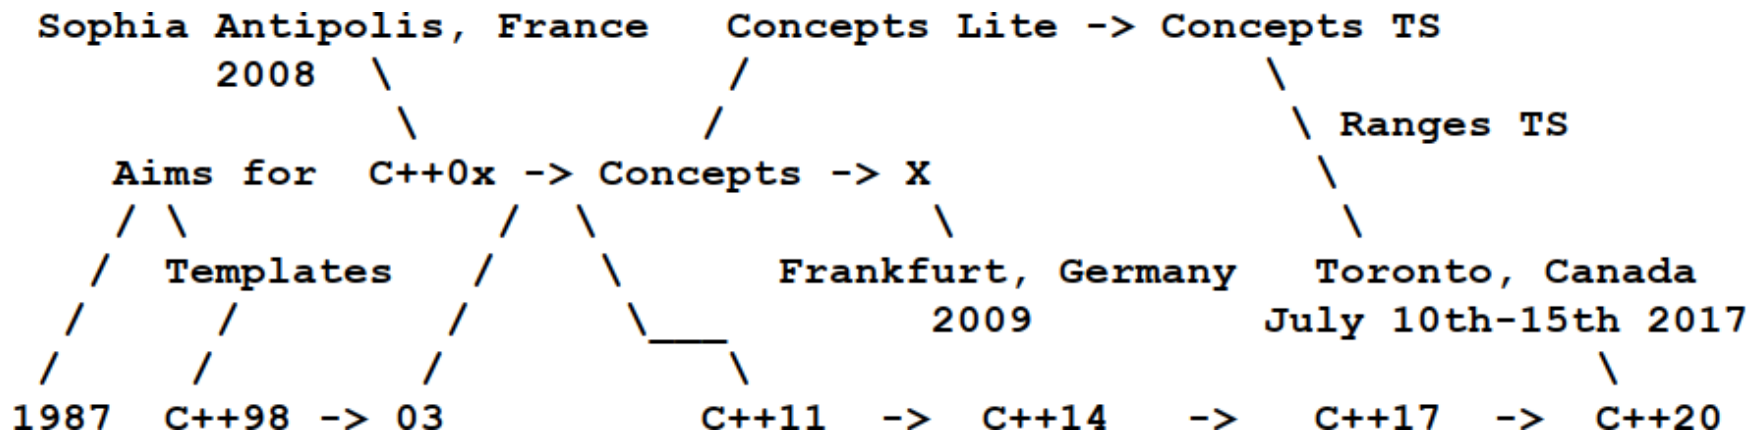 Sophia Antipolis, France   Concepts Lite -> Concepts TS
2008  \             /                    \
\           /                      \ Ranges TS
Aims for  C++0x -> Concepts -> X               \
/ \            /  \             \               \
/  Templates   /    \      Frankfurt, Germany   Toronto, Canada
/     /        /      \___        2009         July 10th-15th 2017
/     /        /           \                                  \
1987  C++98 -> 03          C++11  ->  C++14   ->   C++17  ->  C++20